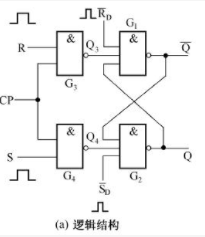 R̅D G1
& &
R Q3 Q̅
G3
CP
& Q4 &
S Q
G4 G2
S̅D
(a) 逻辑结构